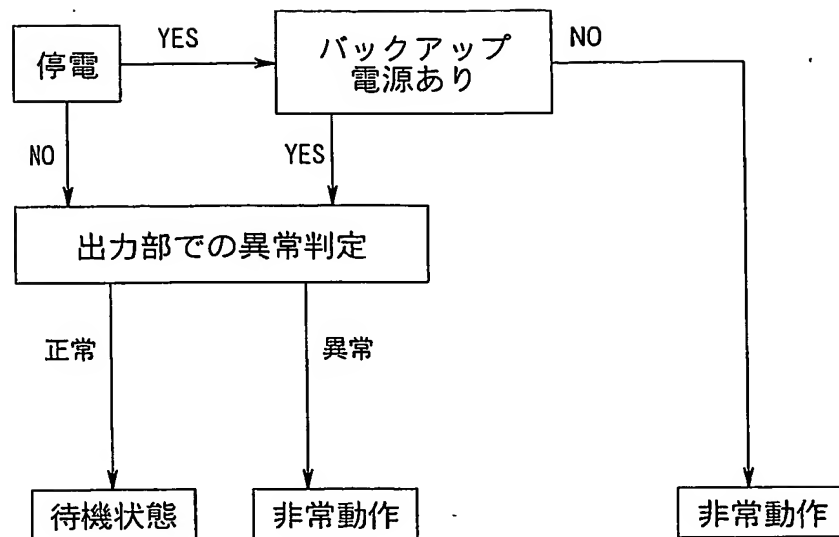 停電
YES
バックアップ
電源あり
NO
NO
YES
出力部での異常判定
正常
異常
待機状態
非常動作
非常動作